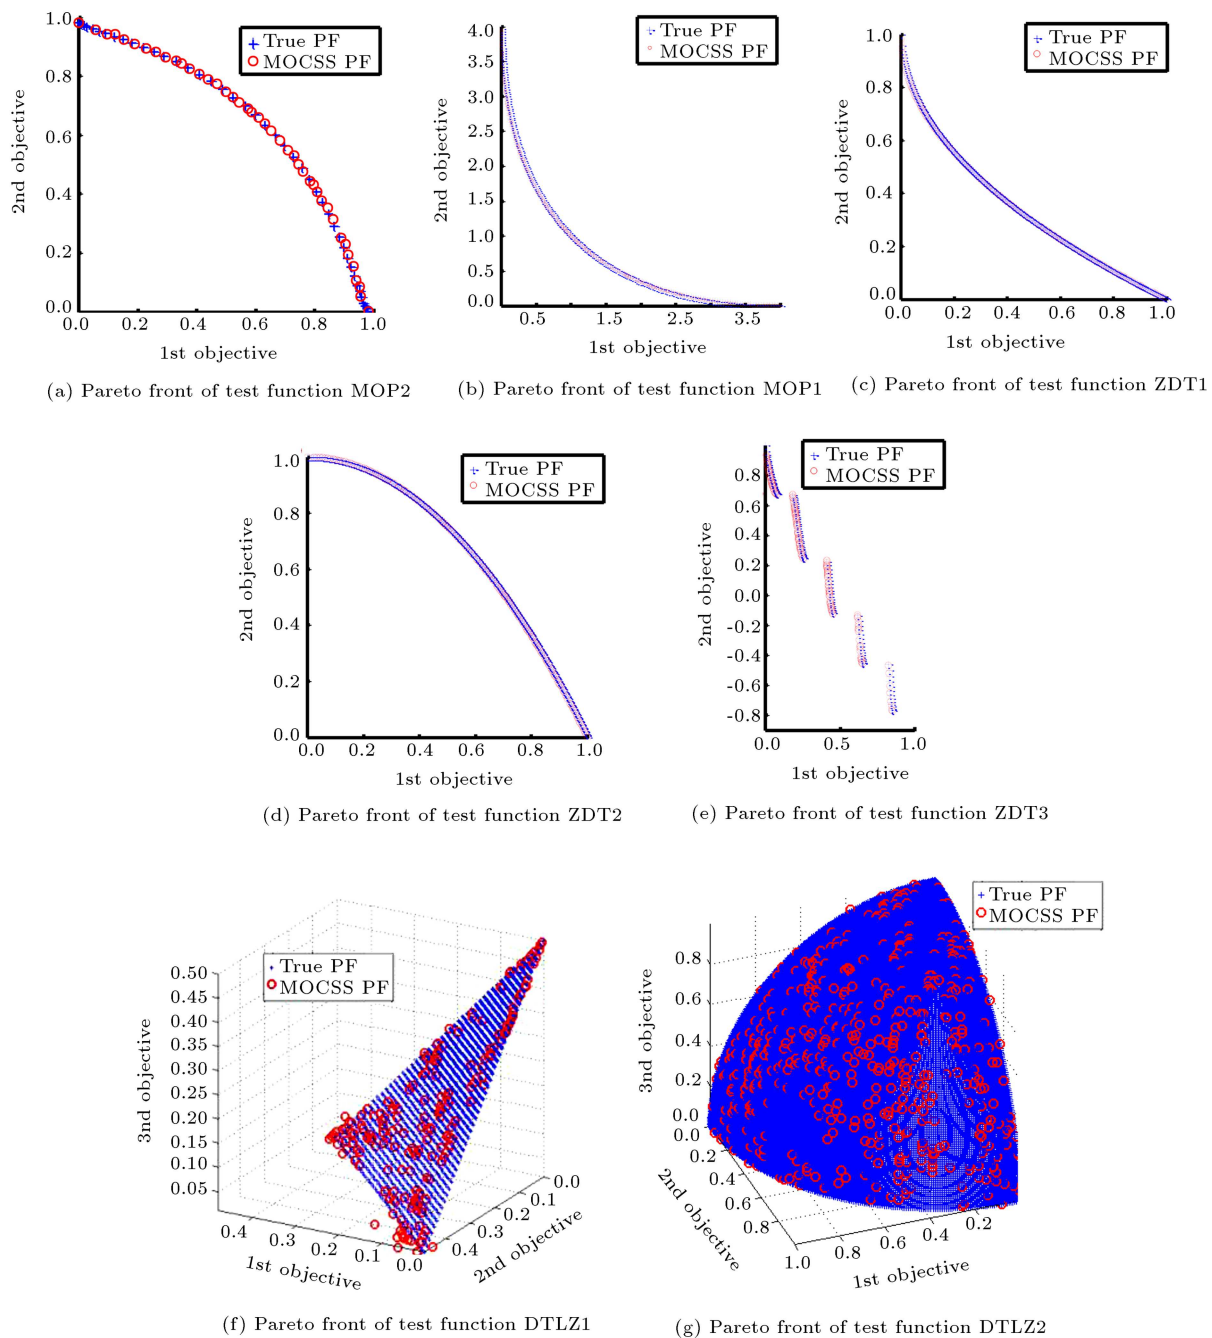 1.0
0.8
0.6
0.4
0.2
0.0
0.0 0.2 0.4 0.6 0.8 1.0
2nd objective
1st objective
True PF
MOCSS PF
(a) Pareto front of test function MOP2
4.0
3.5
3.0
2.5
2.0
1.5
1.0
0.5
0.0
0.5 1.5 2.5 3.5
2nd objective
1st objective
True PF
MOCSS PF
(b) Pareto front of test function MOP1
1.0
0.8
0.6
0.4
0.2
0.0
0.0 0.2 0.4 0.6 0.8 1.0
2nd objective
1st objective
True PF
MOCSS PF
(c) Pareto front of test function ZDT1
1.0
0.8
0.6
0.4
0.2
0.0
0.0 0.2 0.4 0.6 0.8 1.0
2nd objective
1st objective
True PF
MOCSS PF
(d) Pareto front of test function ZDT2
0.8
0.6
0.4
0.2
0.0
-0.2
-0.4
-0.6
-0.8
0.0 0.5 1.0
2nd objective
1st objective
True PF
MOCSS PF
(e) Pareto front of test function ZDT3
0.50
0.45
0.40
0.35
0.30
0.25
0.20
0.15
0.10
0.05
0.4 0.3 0.2 0.1 0.0
0.4 0.3 0.2 0.1 0.0
3nd objective
1st objective
2nd objective
True PF
MOCSS PF
(f) Pareto front of test function DTLZ1
0.8
0.6
0.4
0.2
0.0
0.0
0.2
0.4
0.6
0.8
1.0 0.8 0.6 0.4 0.2
3nd objective
2nd objective
1st objective
True PF
MOCSS PF
(g) Pareto front of test function DTLZ2